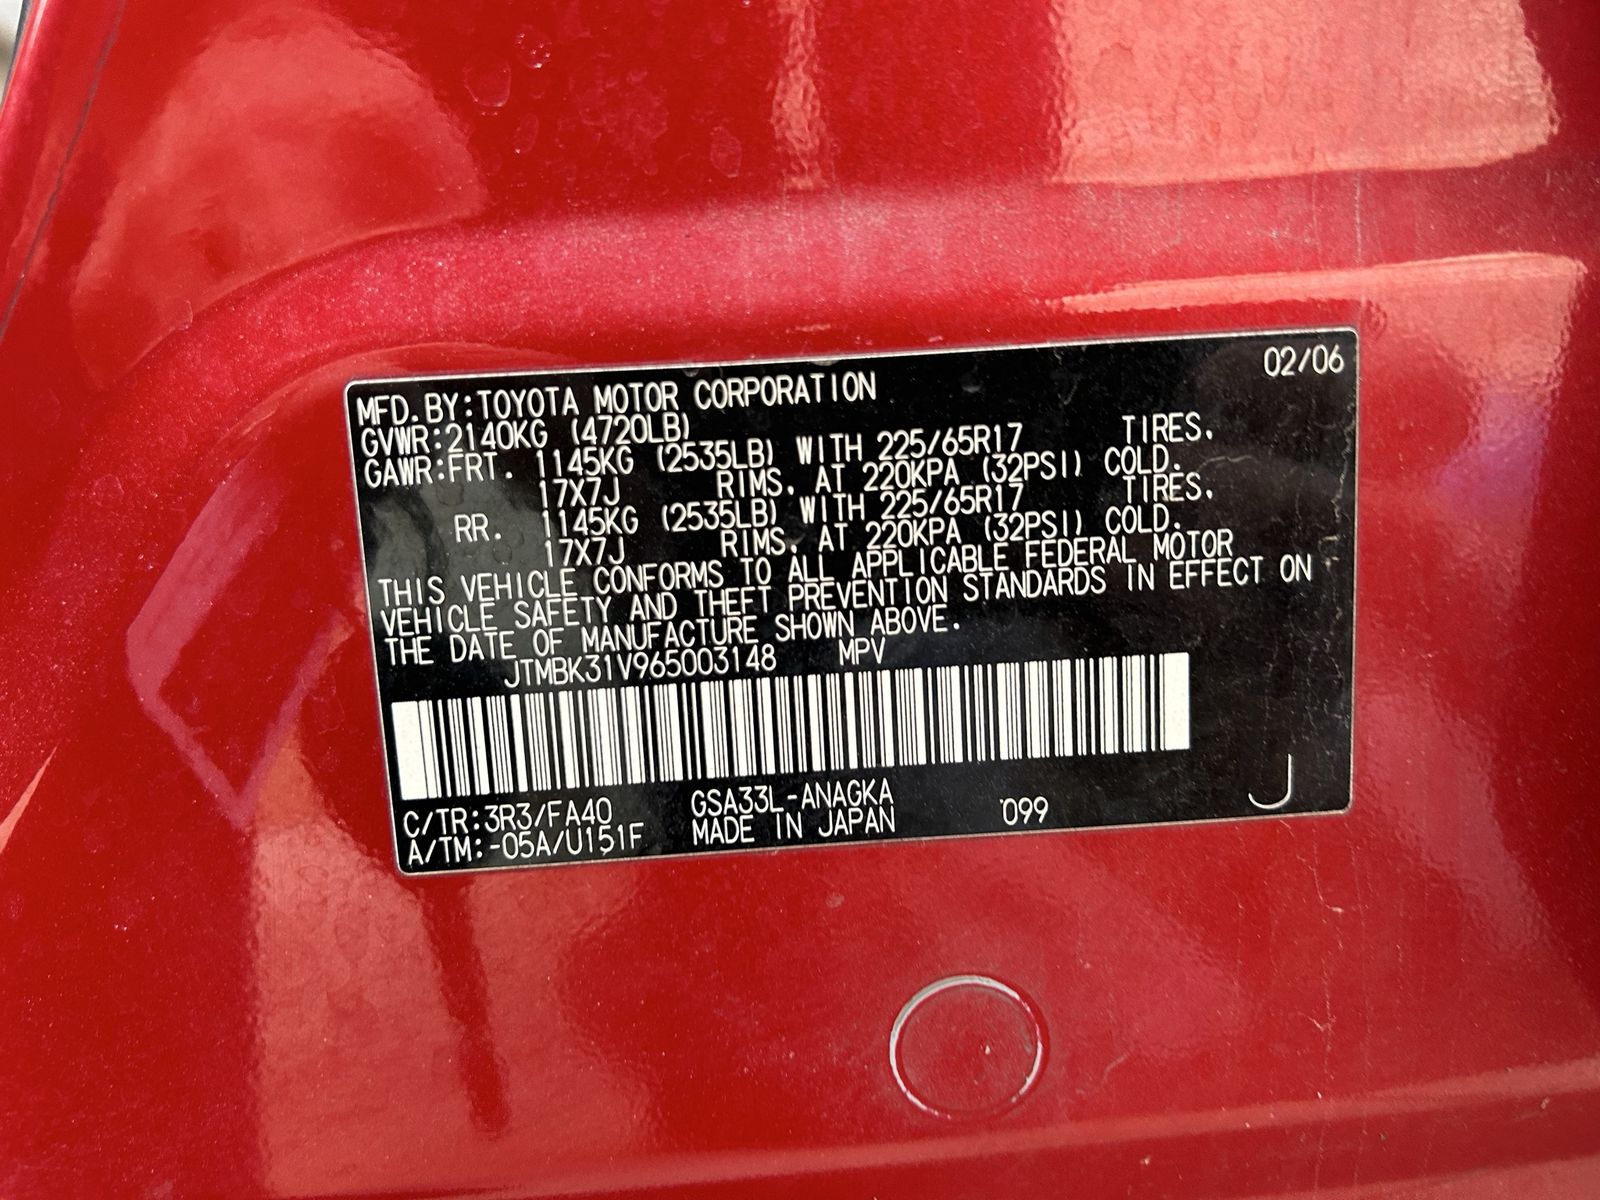 02/06
MFD.BY:TOYOTA MOTOR CORPORATION
GVWR:2140KG (4720LB)
GAWR:FRT. 1145KG (2535LB) WITH 225/65R17 TIRES.
17X7J RIMS. AT 220KPA (32PSI) COLD.
RR. 1145KG (2535LB) WITH 225/65R17 TIRES.
17X7J RIMS. AT 220KPA (32PSI) COLD.
THIS VEHICLE CONFORMS TO ALL APPLICABLE FEDERAL MOTOR
VEHICLE SAFETY AND THEFT PREVENTION STANDARDS IN EFFECT ON
THE DATE OF MANUFACTURE SHOWN ABOVE.
JTMBK31V965003148 MPV
C/TR:3R3/FA40 GSA33L-ANAGKA 099 J
A/TM:-05A/U151F MADE IN JAPAN